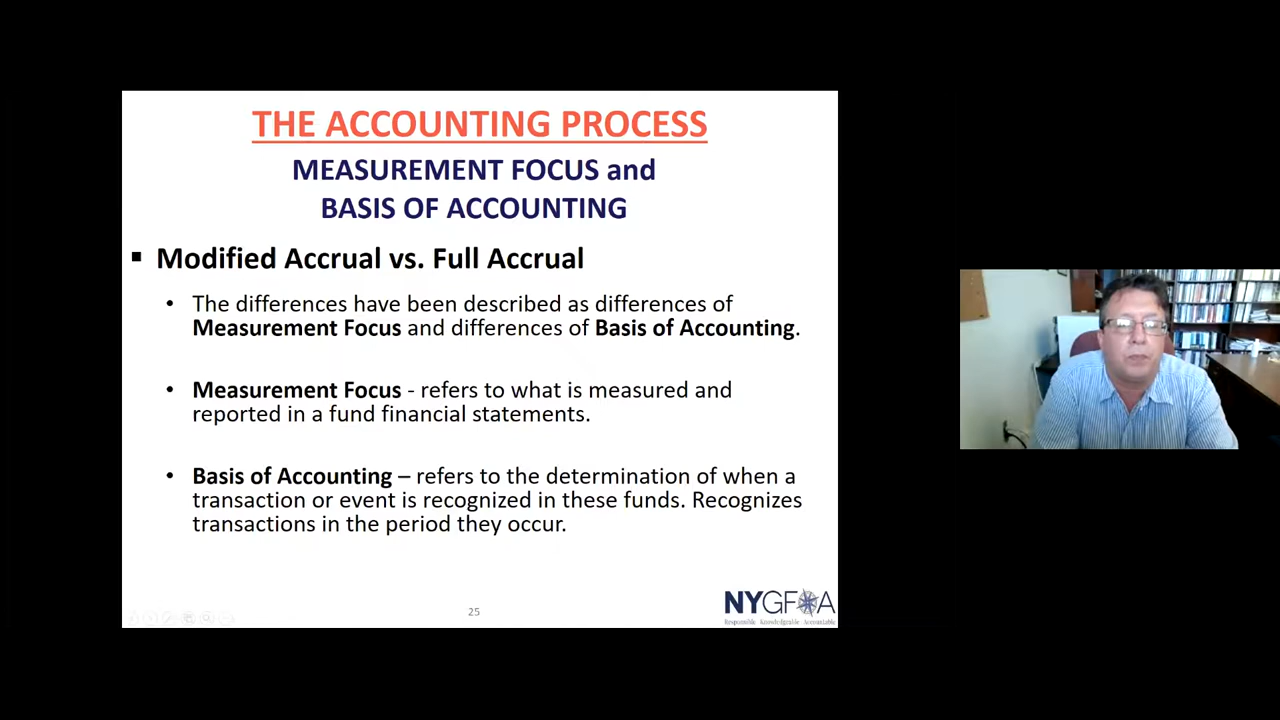 THE ACCOUNTING PROCESS
MEASUREMENT FOCUS and
BASIS OF ACCOUNTING
▪ Modified Accrual vs. Full Accrual
• The differences have been described as differences of
Measurement Focus and differences of Basis of Accounting.
• Measurement Focus - refers to what is measured and
reported in a fund financial statements.
• Basis of Accounting – refers to the determination of when a
transaction or event is recognized in these funds. Recognizes
transactions in the period they occur.
25
NYGFOA
Responsible Knowledgeable Accountable